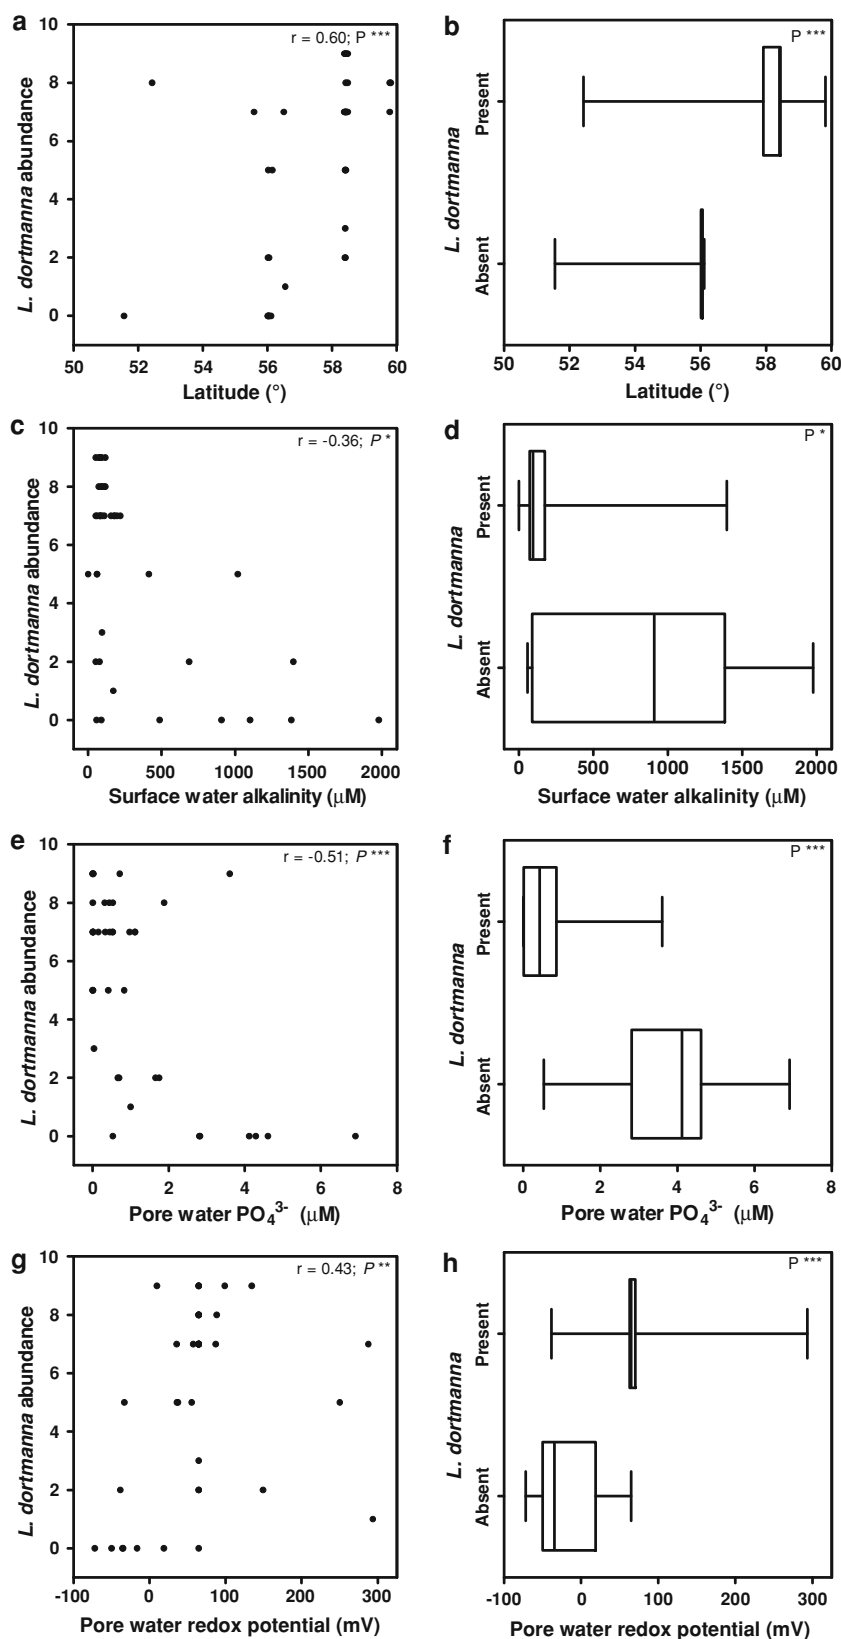 a
r = 0.60; P ***
L. dortmanna abundance
10
8
6
4
2
0
50 52 54 56 58 60
Latitude (°)
b
P ***
L. dortmanna
Present
Absent
50 52 54 56 58 60
Latitude (°)
c
r = -0.36; P *
L. dortmanna abundance
10
8
6
4
2
0
0 500 1000 1500 2000
Surface water alkalinity (μM)
d
P *
L. dortmanna
Present
Absent
0 500 1000 1500 2000
Surface water alkalinity (μM)
e
r = -0.51; P ***
L. dortmanna abundance
10
8
6
4
2
0
0 2 4 6 8
Pore water PO₄³⁻ (μM)
f
P ***
L. dortmanna
Present
Absent
0 2 4 6 8
Pore water PO₄³⁻ (μM)
g
r = 0.43; P **
L. dortmanna abundance
10
8
6
4
2
0
-100 0 100 200 300
Pore water redox potential (mV)
h
P ***
L. dortmanna
Present
Absent
-100 0 100 200 300
Pore water redox potential (mV)